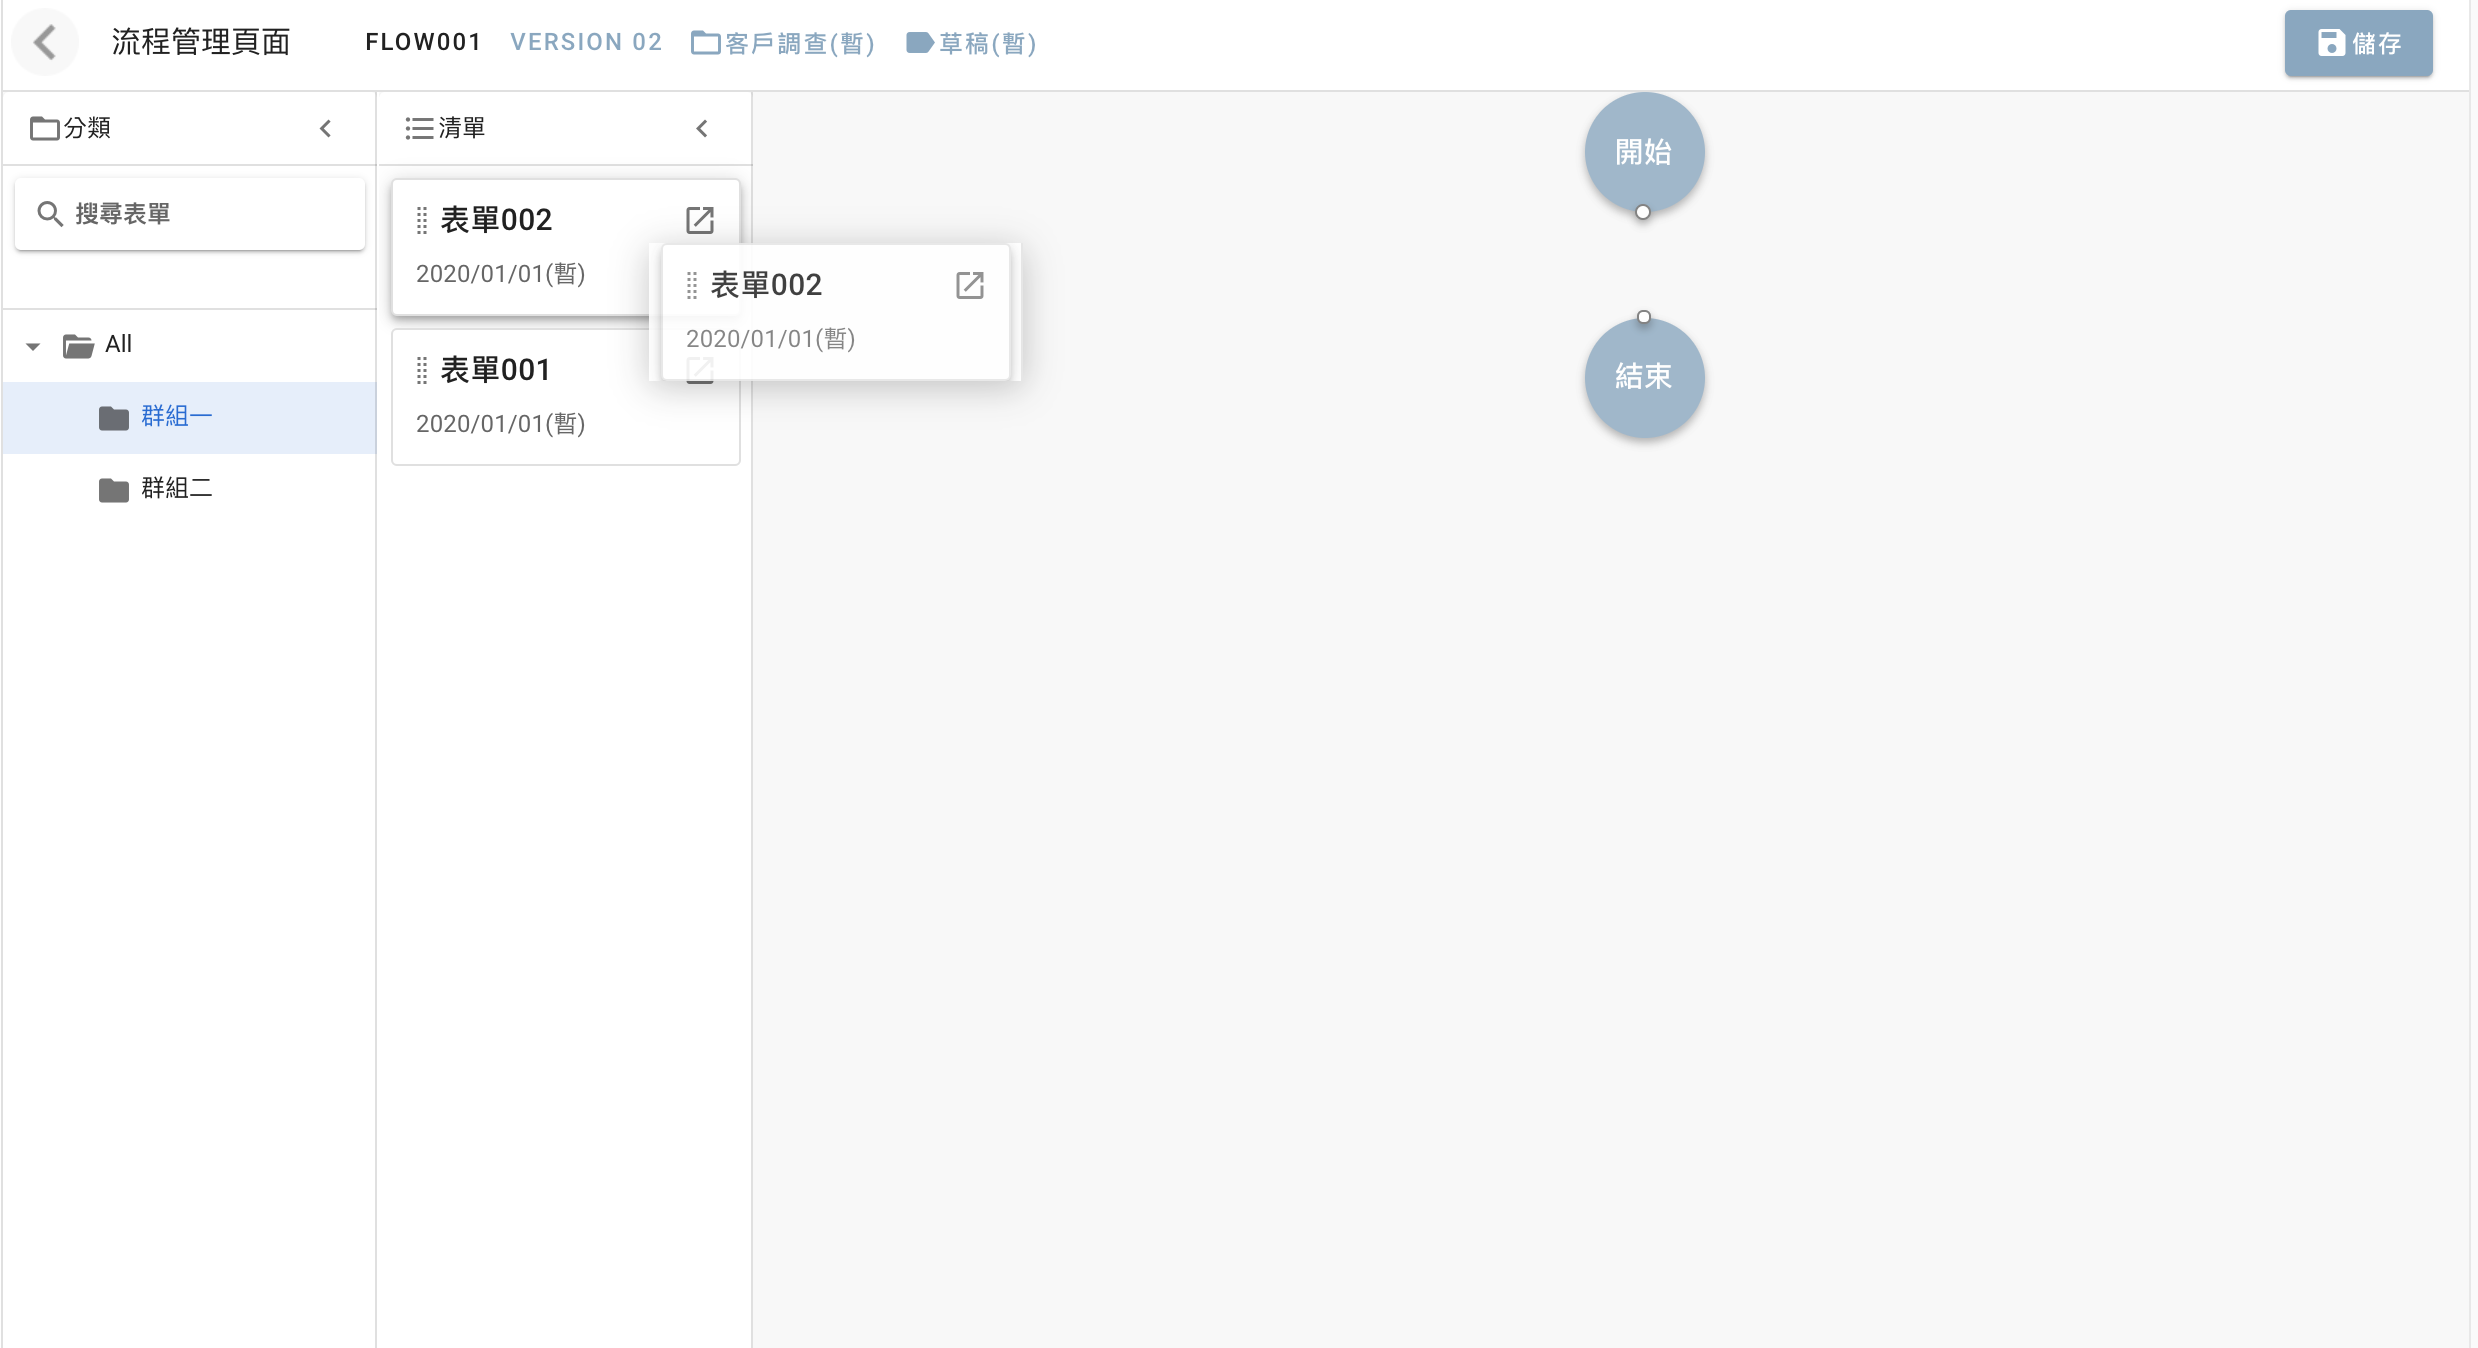 流程管理頁面 FLOW001 VERSION 02 客戶調查(暫) 草稿(暫) 儲存
分類
搜尋表單
All
群組一
群組二
清單
表單002
2020/01/01(暫)
表單001
2020/01/01(暫)
表單002
2020/01/01(暫)
開始
結束